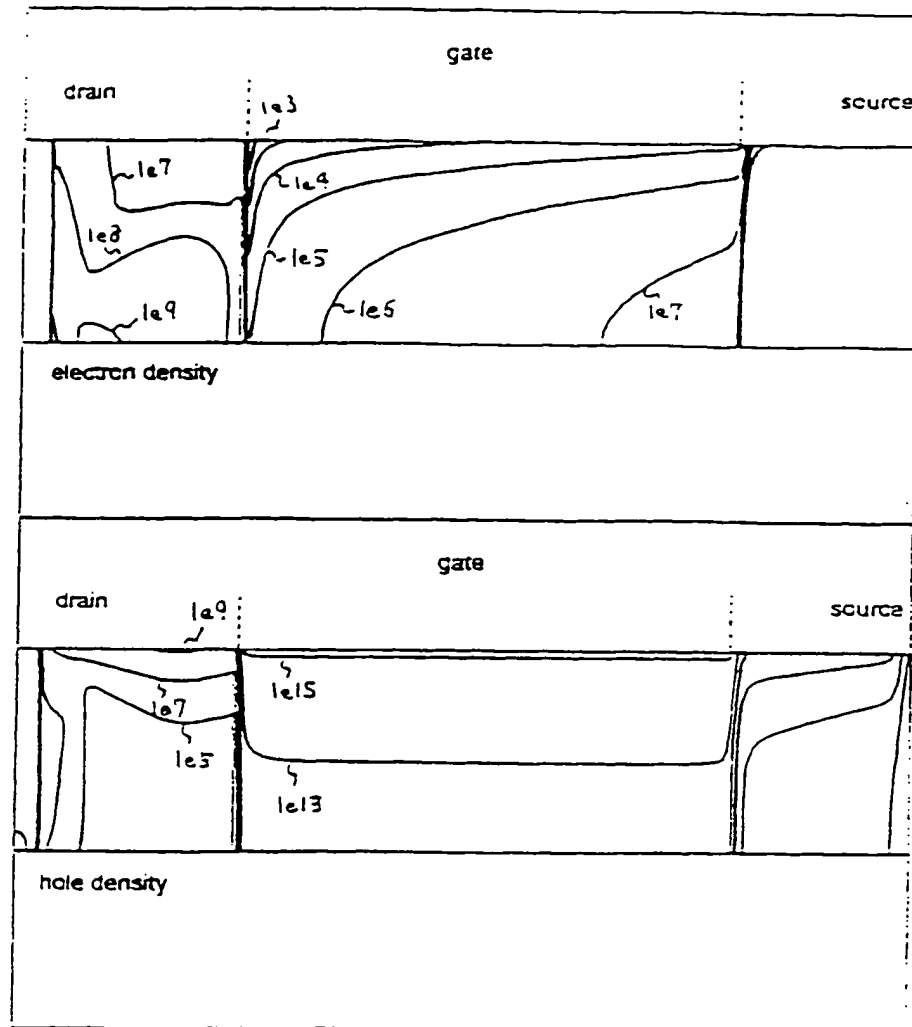 gate
drain
source
1e3
1e7
1e4
1e8
1e5
1e9
1e6
1e7
electron density
gate
drain
source
1e9
1e15
1e7
1e5
1e13
hole density